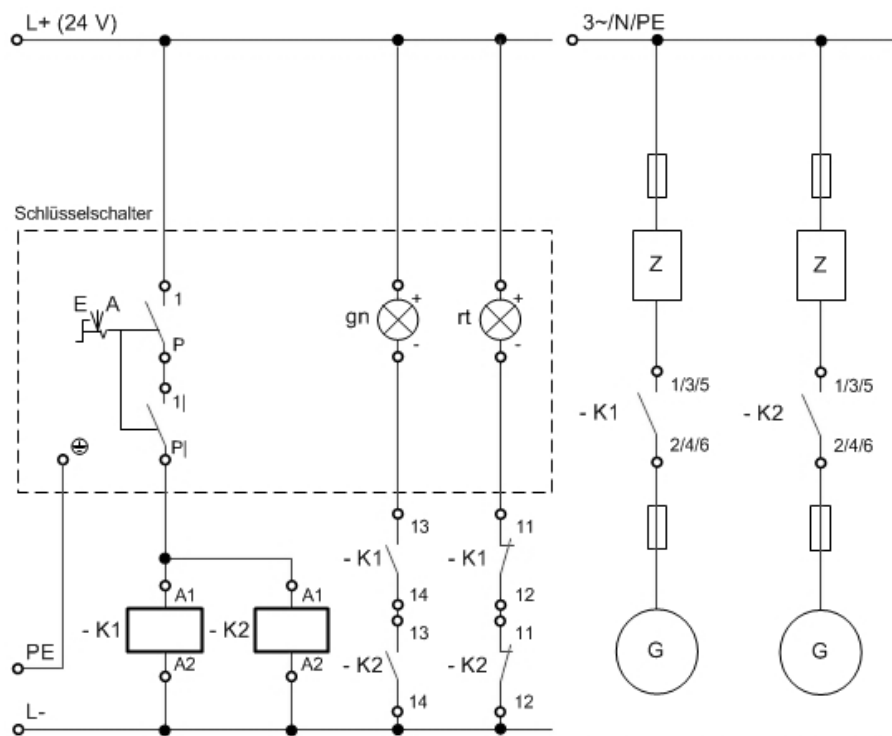 L+ (24 V)
3~/N/PE
Schlüsselschalter
E A
1
P
1|
P|
gn
+
-
rt
+
-
Z
Z
- K1
1/3/5
2/4/6
- K2
1/3/5
2/4/6
13
- K1
14
13
- K2
14
11
- K1
12
11
- K2
12
A1
- K1
A2
A1
- K2
A2
G
G
PE
L-